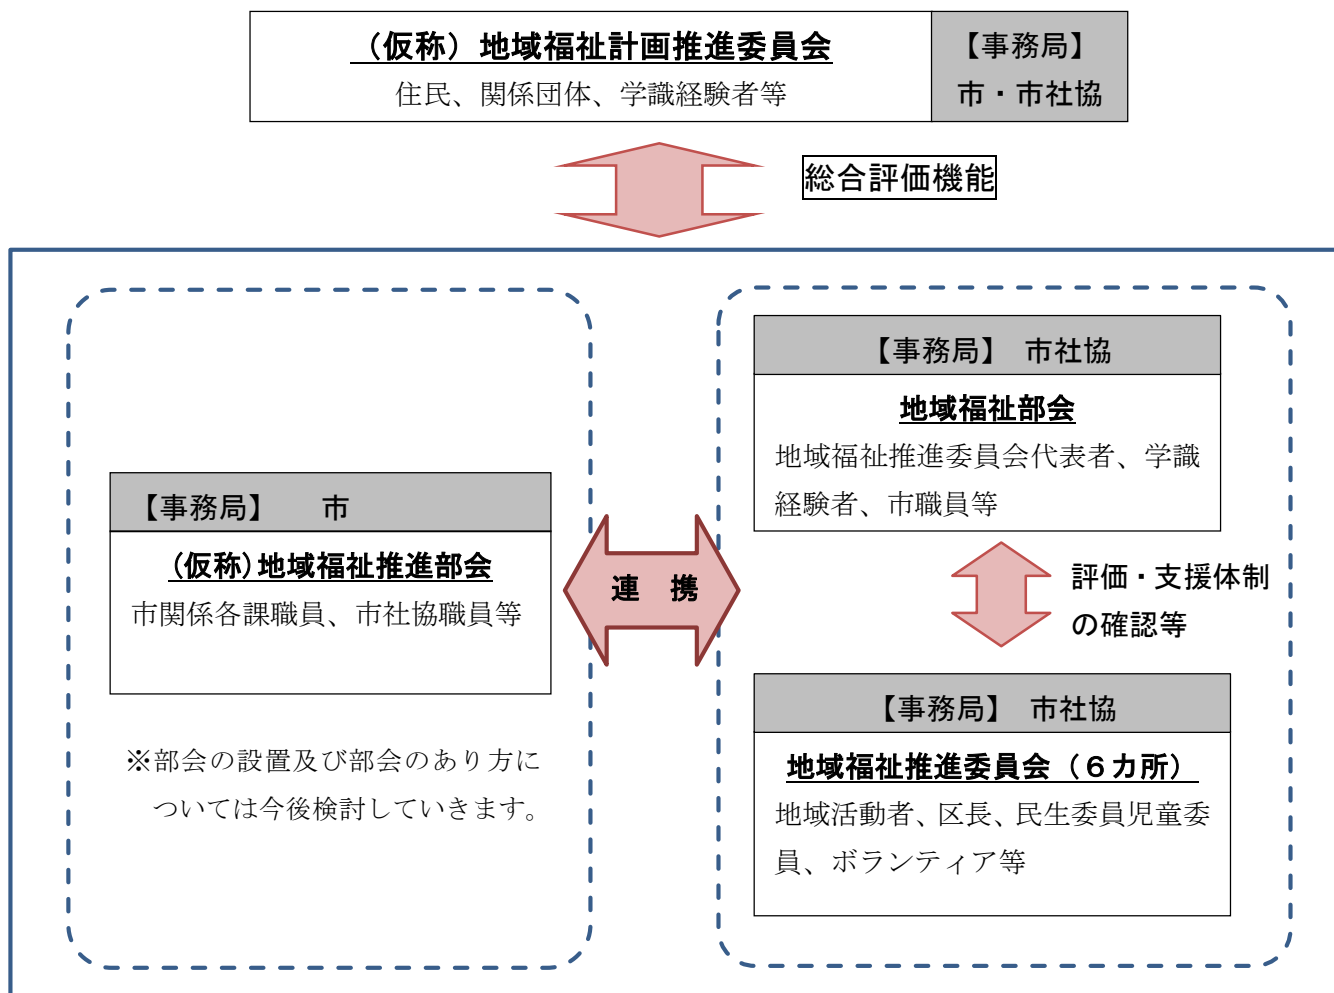 （仮称）地域福祉計画推進委員会
住民、関係団体、学識経験者等
【事務局】
市・市社協
総合評価機能
【事務局】　市
(仮称)地域福祉推進部会
市関係各課職員、市社協職員等
※部会の設置及び部会のあり方に
ついては今後検討していきます。
連　携
【事務局】　市社協
地域福祉部会
地域福祉推進委員会代表者、学識
経験者、市職員等
評価・支援体制
の確認等
【事務局】　市社協
地域福祉推進委員会（６カ所）
地域活動者、区長、民生委員児童委
員、ボランティア等